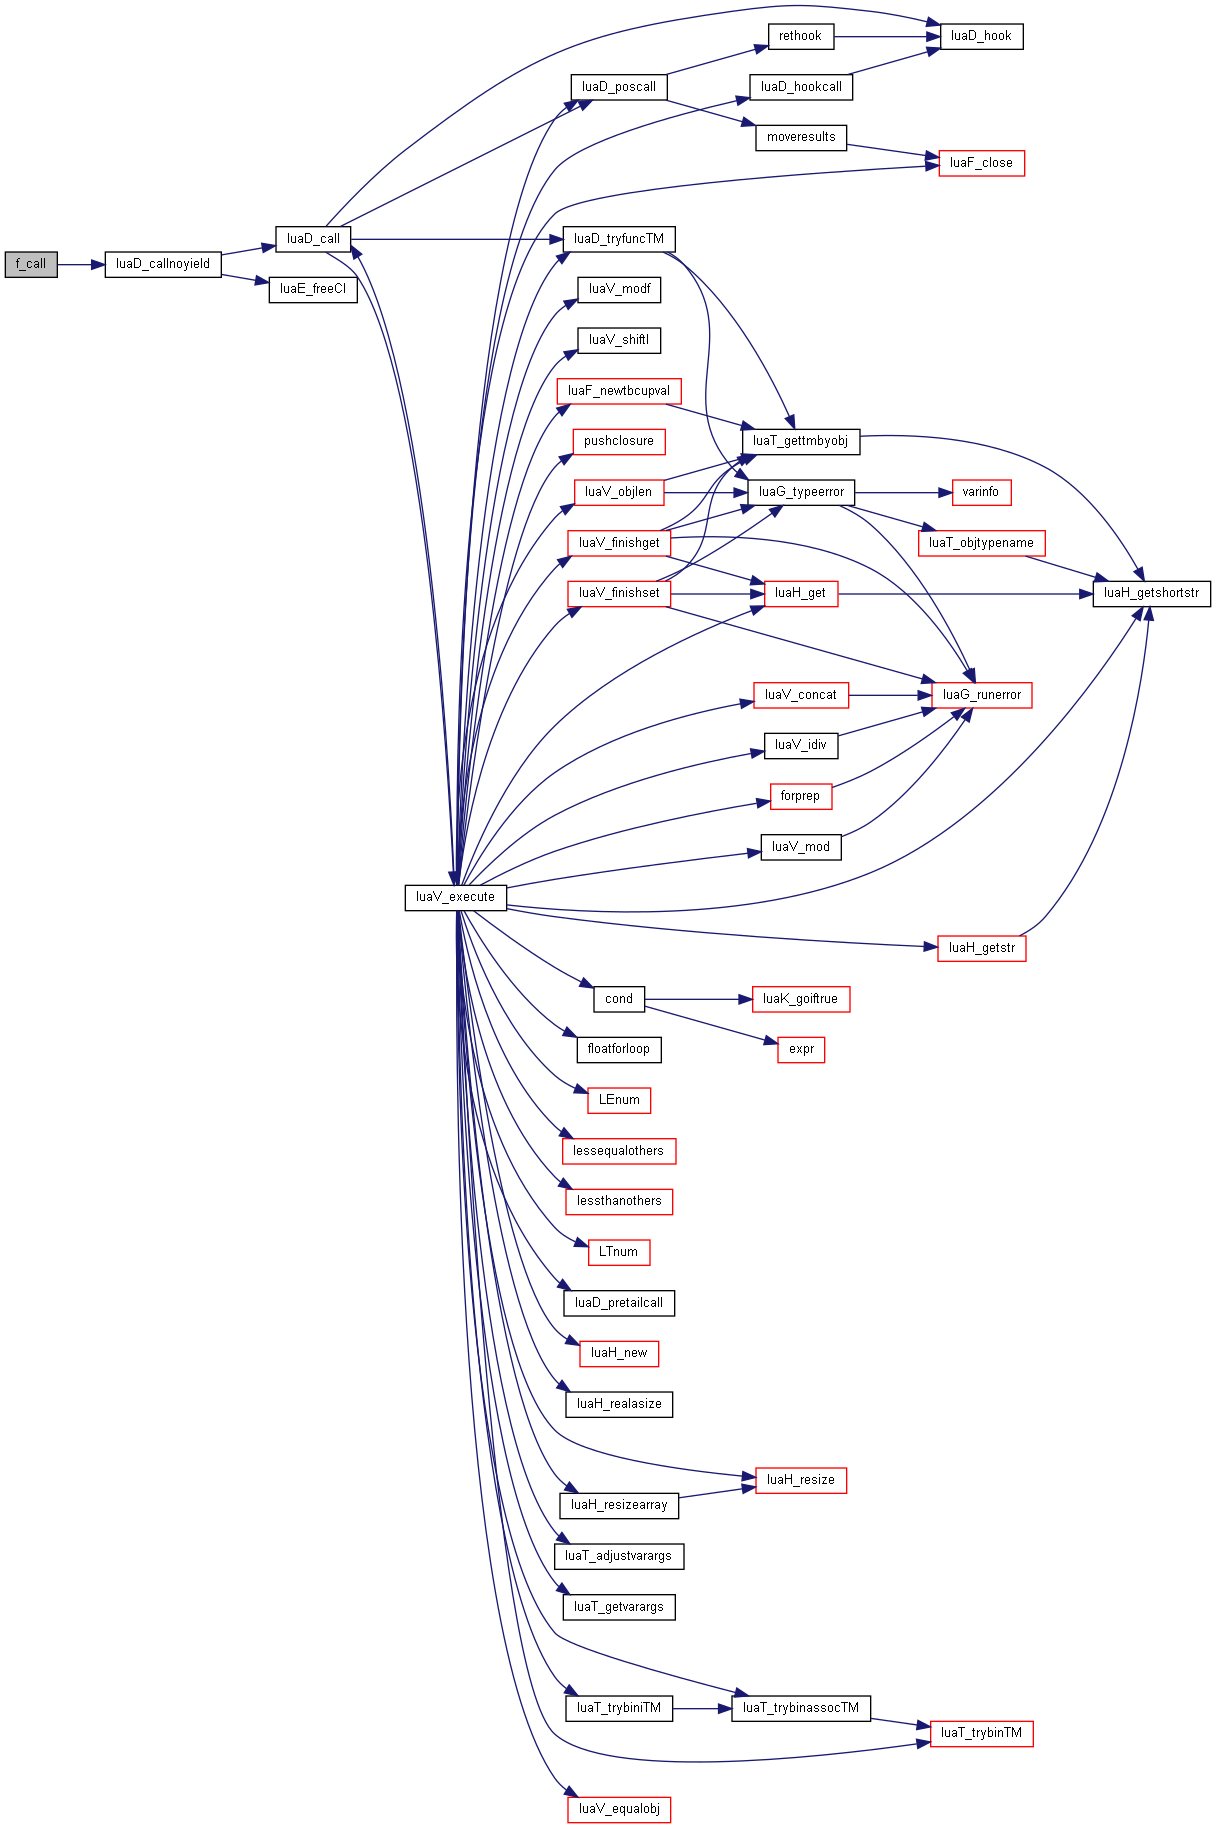 rethook
luaD_hook
luaD_poscall
luaD_hookcall
moveresults
luaF_close
luaD_call
luaD_tryfuncTM
f_call
luaD_callnoyield
luaE_freeCI
luaV_modf
luaV_shiftl
luaF_newtbcupval
pushclosure
luaT_gettmbyobj
luaV_objlen
luaG_typeerror
varinfo
luaV_finishget
luaT_objtypename
luaV_finishset
luaH_get
luaH_getshortstr
luaV_concat
luaG_runerror
luaV_idiv
forprep
luaV_mod
luaV_execute
luaH_getstr
cond
luaK_goiftrue
floatforloop
expr
LEnum
lessequalothers
lessthanothers
LTnum
luaD_pretailcall
luaH_new
luaH_realasize
luaH_resize
luaH_resizearray
luaT_adjustvarargs
luaT_getvarargs
luaT_trybiniTM
luaT_trybinassocTM
luaT_trybinTM
luaV_equalobj